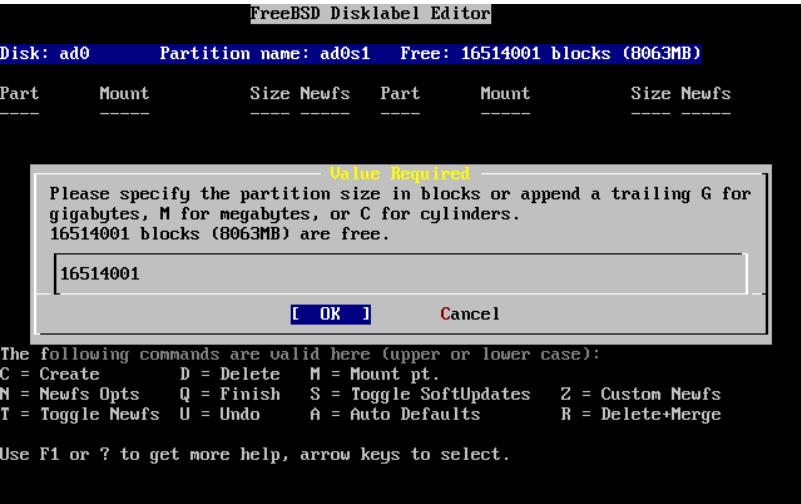 FreeBSD Disklabel Editor
Disk: ad0 Partition name: ad0s1 Free: 16514001 blocks (8063MB)
Part Mount Size Newfs Part Mount Size Newfs
---- ----- ---- ----- ---- ----- ---- -----
Value Required
Please specify the partition size in blocks or append a trailing G for
gigabytes, M for megabytes, or C for cylinders.
16514001 blocks (8063MB) are free.
16514001
[ OK ] Cancel
The following commands are valid here (upper or lower case):
C = Create D = Delete M = Mount pt.
N = Newfs Opts Q = Finish S = Toggle SoftUpdates Z = Custom Newfs
T = Toggle Newfs U = Undo A = Auto Defaults R = Delete+Merge
Use F1 or ? to get more help, arrow keys to select.